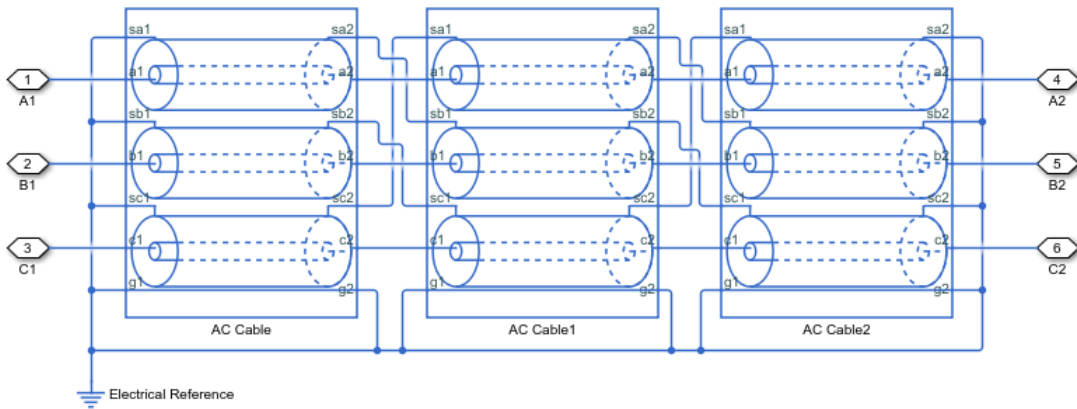 sa1 sa2 sa1 sa2 sa1 sa2
1 a1 a2 a1 a2 a1 a2 4
A1 A2
sb1 sb2 sb1 sb2 sb1 sb2
2 b1 b2 b1 b2 b1 b2 5
B1 B2
sc1 sc2 sc1 sc2 sc1 sc2
3 c1 c2 c1 c2 c1 c2 6
C1 C2
g1 g2 g1 g2 g1 g2
AC Cable AC Cable1 AC Cable2
Electrical Reference